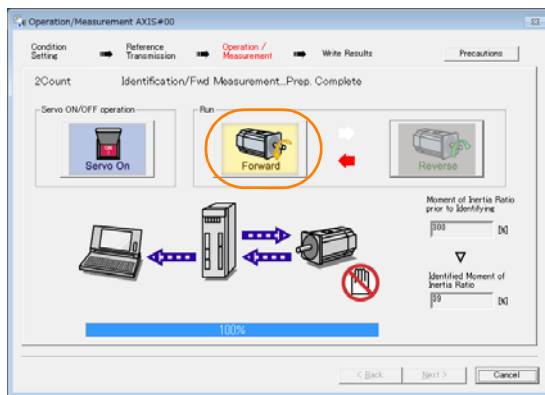 Operation/Measurement AXIS#00
Condition Setting
Reference Transmission
Operation / Measurement
Write Results
Precautions
2Count
Identification/Fwd Measurement...Prep. Complete
Servo ON/OFF operation
Run
ON
Servo On
Forward
Reverse
Moment of Inertia Ratio
prior to Identifying
300 [%]
Identified Moment of
Inertia Ratio
39 [%]
100%
< Back
Next >
Cancel